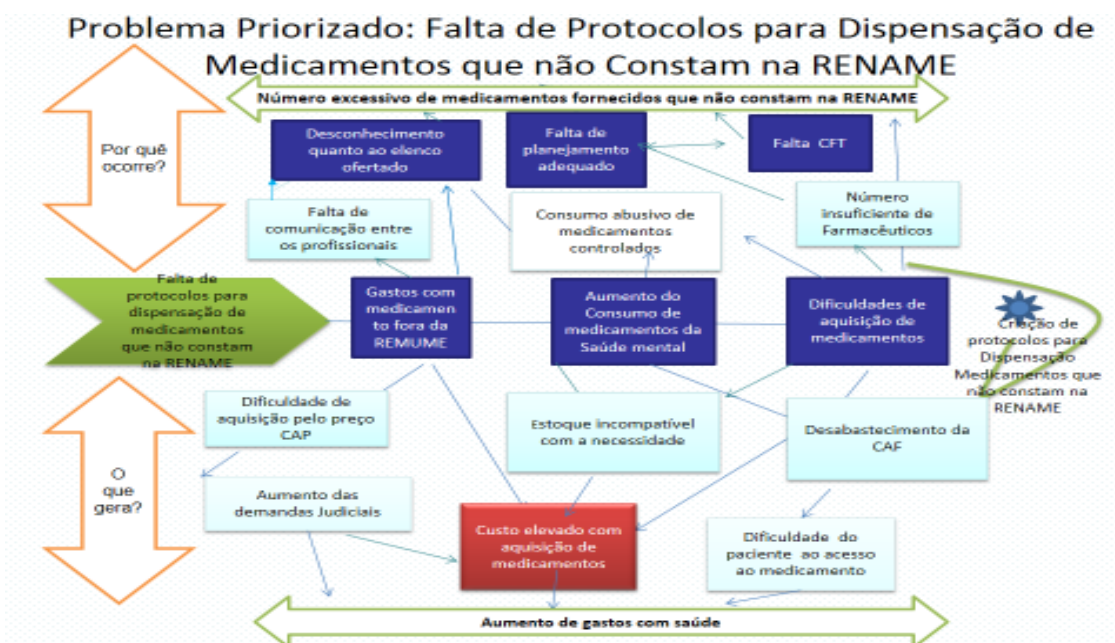 Problema Priorizado: Falta de Protocolos para Dispensação de
Medicamentos que não Constam na RENAME
Número excessivo de medicamentos fornecidos que não constam na RENAME
Por quê
ocorre?
Desconhecimento
quanto ao elenco
ofertado
Falta de
planejamento
adequado
Falta CFT
Falta de
comunicação entre
os profissionais
Consumo abusivo de
medicamentos
controlados
Número
insuficiente de
Farmacêuticos
Falta de
protocolos para
dispensação de
medicamentos
que não constam
na RENAME
Gastos com
medicamen
to fora da
REMUME
Aumento do
Consumo de
medicamentos da
Saúde mental
Dificuldades de
aquisição de
medicamentos
Criação de
protocolos para
Dispensação
Medicamentos que
não constam na
RENAME
O
que
gera?
Dificuldade de
aquisição pelo preço
CAP
Estoque incompatível
com a necessidade
Desabastecimento da
CAF
Aumento das
demandas Judiciais
Custo elevado com
aquisição de
medicamentos
Dificuldade do
paciente ao acesso
ao medicamento
Aumento de gastos com saúde